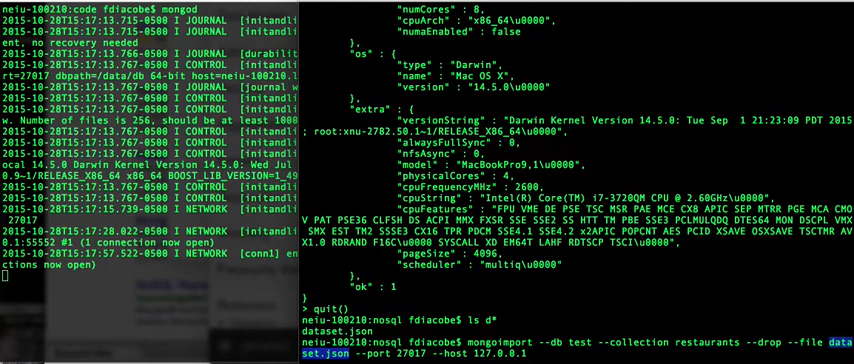 neiu-100210:code fdiacobe$ mongod
2015-10-28T15:17:13.715-0500 I JOURNAL  [initandli
2015-10-28T15:17:13.715-0500 I JOURNAL  [initandli
ent, no recovery needed
2015-10-28T15:17:13.766-0500 I JOURNAL  [durabilit
2015-10-28T15:17:13.767-0500 I CONTROL  [initandli
rt=27017 dbpath=/data/db 64-bit host=neiu-100210.l
2015-10-28T15:17:13.767-0500 I JOURNAL  [journal w
2015-10-28T15:17:13.767-0500 I CONTROL  [initandli
2015-10-28T15:17:13.767-0500 I CONTROL  [initandli
w. Number of files is 256, should be at least 1000
2015-10-28T15:17:13.767-0500 I CONTROL  [initandli
2015-10-28T15:17:13.767-0500 I CONTROL  [initandli
2015-10-28T15:17:13.767-0500 I CONTROL  [initandli
ocal 14.5.0 Darwin Kernel Version 14.5.0: Wed Jul
0.9~1/RELEASE_X86_64 x86_64 BOOST_LIB_VERSION=1_49
2015-10-28T15:17:13.767-0500 I CONTROL  [initandli
2015-10-28T15:17:15.739-0500 I NETWORK  [initandli
 27017
2015-10-28T15:17:28.022-0500 I NETWORK  [initandli
0.1:55552 #1 (1 connection now open)
2015-10-28T15:17:57.522-0500 I NETWORK  [conn1] en
ctions now open)
"numCores" : 8,
"cpuArch" : "x86_64\u0000",
"numaEnabled" : false
},
"os" : {
"type" : "Darwin",
"name" : "Mac OS X",
"version" : "14.5.0\u0000"
},
"extra" : {
"versionString" : "Darwin Kernel Version 14.5.0: Tue Sep  1 21:23:09 PDT 2015
; root:xnu-2782.50.1~1/RELEASE_X86_64\u0000",
"alwaysFullSync" : 0,
"nfsAsync" : 0,
"model" : "MacBookPro9,1\u0000",
"physicalCores" : 4,
"cpuFrequencyMHz" : 2600,
"cpuString" : "Intel(R) Core(TM) i7-3720QM CPU @ 2.60GHz\u0000",
"cpuFeatures" : "FPU VME DE PSE TSC MSR PAE MCE CX8 APIC SEP MTRR PGE MCA CMO
V PAT PSE36 CLFSH DS ACPI MMX FXSR SSE SSE2 SS HTT TM PBE SSE3 PCLMULQDQ DTES64 MON DSCPL VMX
SMX EST TM2 SSSE3 CX16 TPR PDCM SSE4.1 SSE4.2 x2APIC POPCNT AES PCID XSAVE OSXSAVE TSCTMR AV
X1.0 RDRAND F16C\u0000 SYSCALL XD EM64T LAHF RDTSCP TSCI\u0000",
"pageSize" : 4096,
"scheduler" : "multiq\u0000"
},
"ok" : 1
}
> quit()
neiu-100210:nosql fdiacobe$ ls d*
dataset.json
neiu-100210:nosql fdiacobe$ mongoimport --db test --collection restaurants --drop --file data
set.json --port 27017 --host 127.0.0.1